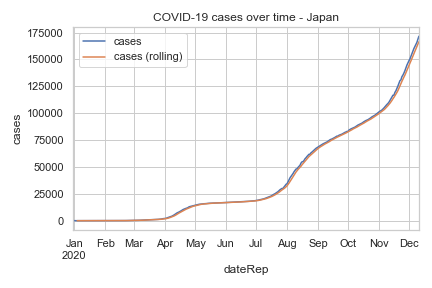 COVID-19 cases over time - Japan
cases
cases (rolling)
175000
150000
125000
100000
75000
50000
25000
0
cases
Jan Feb Mar Apr May Jun Jul Aug Sep Oct Nov Dec
2020
dateRep